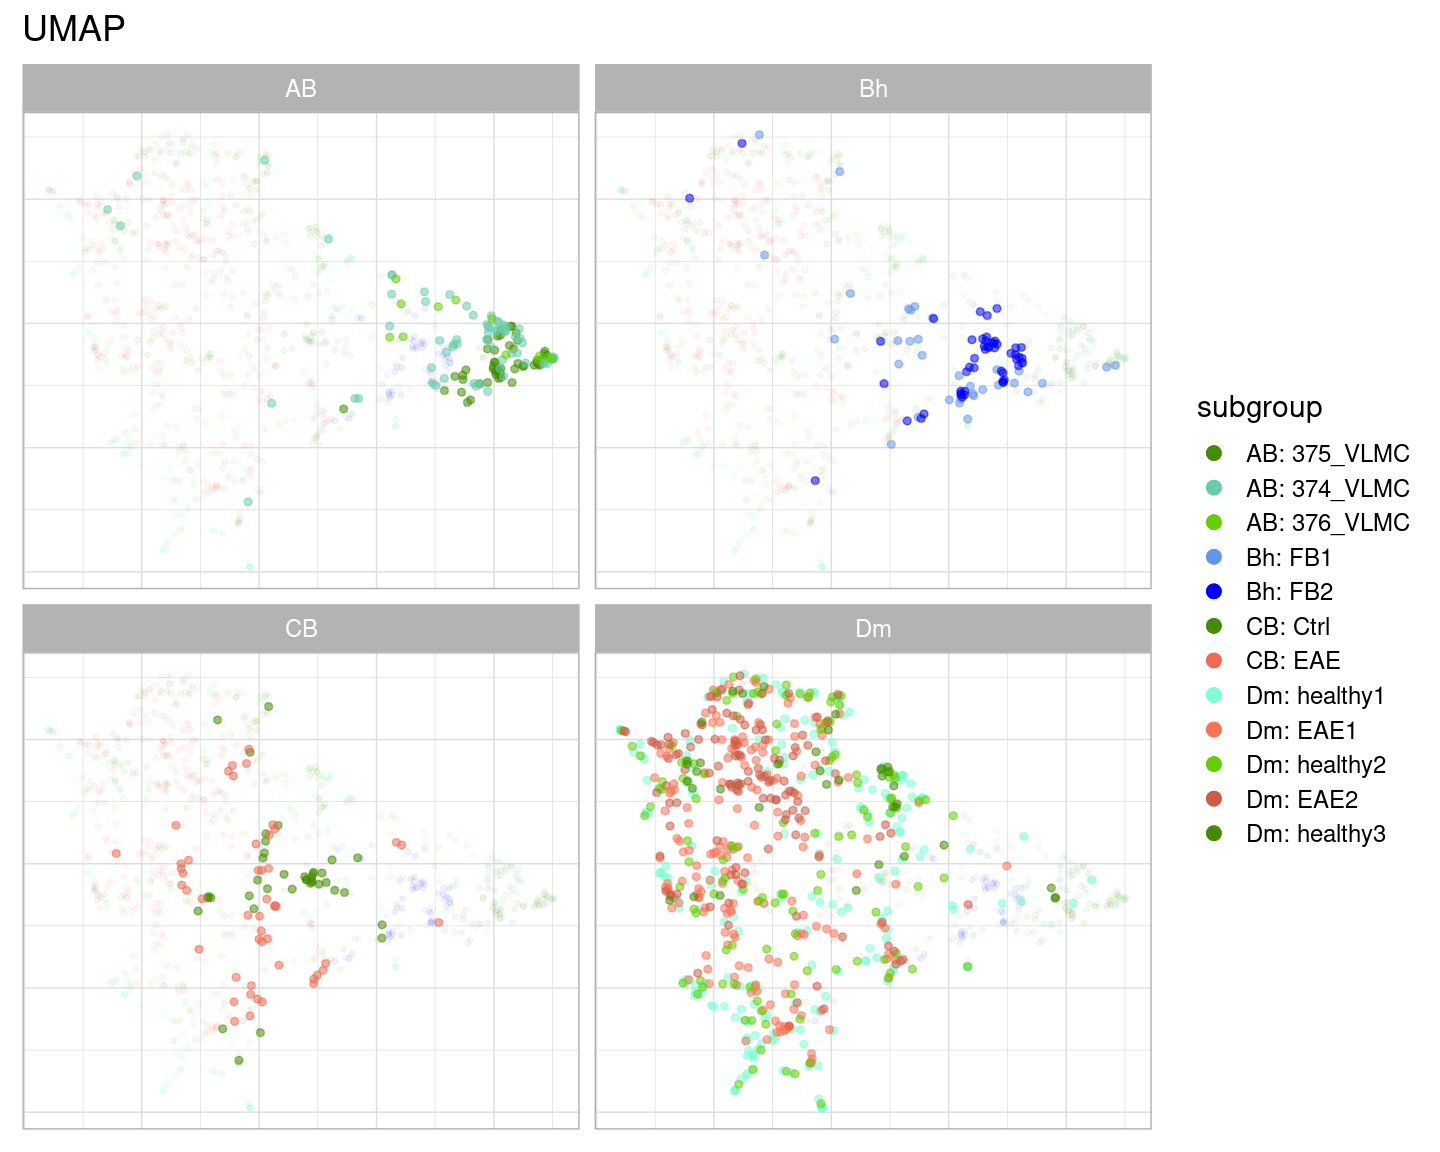 UMAP
AB
Bh
CB
Dm
subgroup
AB: 375_VLMC
AB: 374_VLMC
AB: 376_VLMC
Bh: FB1
Bh: FB2
CB: Ctrl
CB: EAE
Dm: healthy1
Dm: EAE1
Dm: healthy2
Dm: EAE2
Dm: healthy3